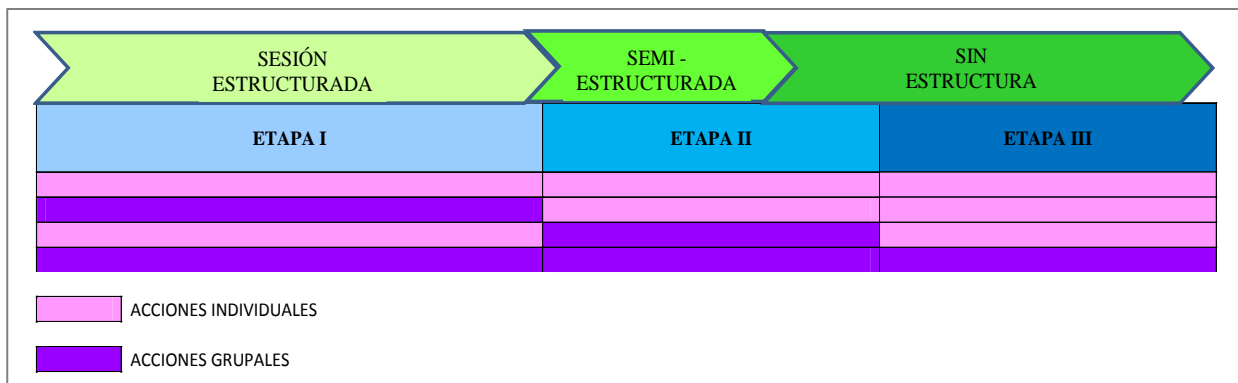 SESIÓN
ESTRUCTURADA
SEMI -
ESTRUCTURADA
SIN
ESTRUCTURA
ETAPA I
ETAPA II
ETAPA III
ACCIONES INDIVIDUALES
ACCIONES GRUPALES